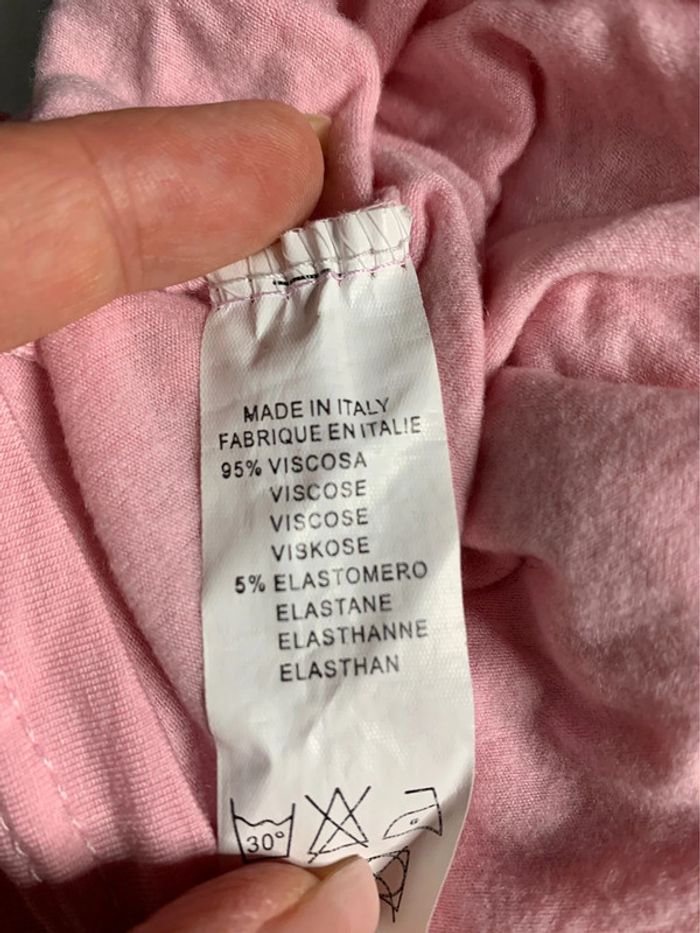 MADE IN ITALY
FABRIQUE EN ITALIE
95% VISCOSA
VISCOSE
VISCOSE
VISKOSE
5% ELASTOMERO
ELASTANE
ELASTHANNE
ELASTHAN
30°